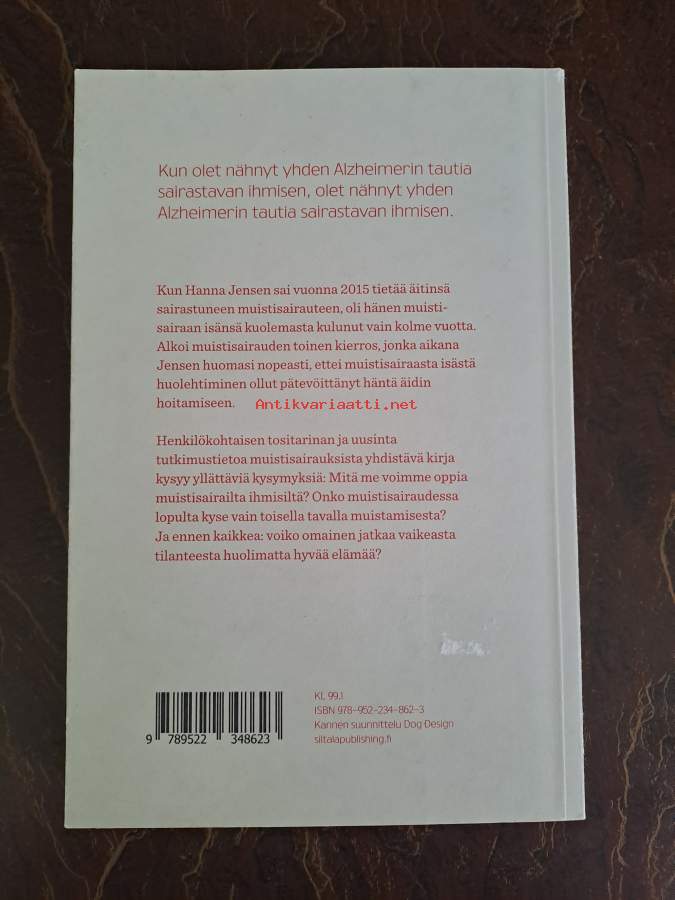 Kun olet nähnyt yhden Alzheimerin tautia
sairastavan ihmisen, olet nähnyt yhden
Alzheimerin tautia sairastavan ihmisen.
Kun Hanna Jensen sai vuonna 2015 tietää äitinsä
sairastuneen muistisairauteen, oli hänen muisti-
sairaan isänsä kuolemasta kulunut vain kolme vuotta.
Alkoi muistisairauden toinen kierros, jonka aikana
Jensen huomasi nopeasti, ettei muistisairaasta isästä
huolehtiminen ollut pätevöittänyt häntä äidin
hoitamiseen.
Antikvariaatti.net
Henkilökohtaisen tositarinan ja uusinta
tutkimustietoa muistisairauksista yhdistävä kirja
kysyy yllättäviä kysymyksiä: Mitä me voimme oppia
muistisairailta ihmisiltä? Onko muistisairaudessa
lopulta kyse vain toisella tavalla muistamisesta?
Ja ennen kaikkea: voiko omainen jatkaa vaikeasta
tilanteesta huolimatta hyvää elämää?
KL 99.1
ISBN 978-952-234-862-3
Kannen suunnittelu Dog Design
siltalapublishing.fi
9 789522 348623